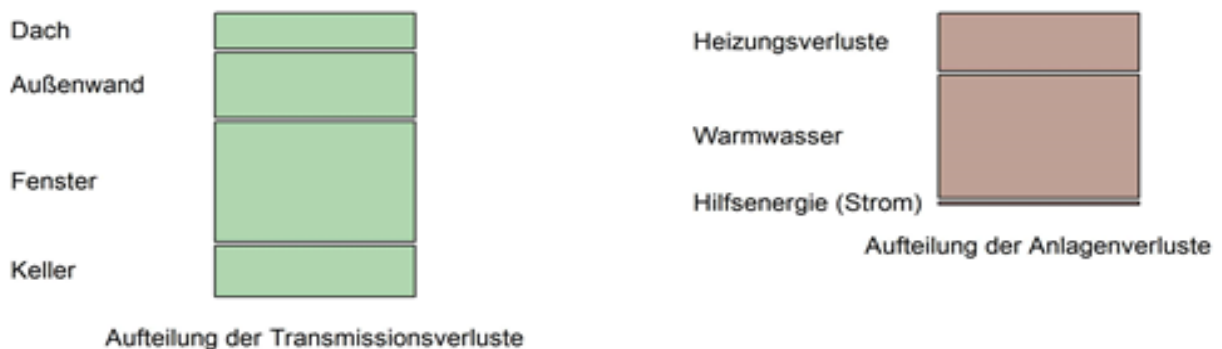 Dach
Außenwand
Fenster
Keller
Aufteilung der Transmissionsverluste
Heizungsverluste
Warmwasser
Hilfsenergie (Strom)
Aufteilung der Anlagenverluste